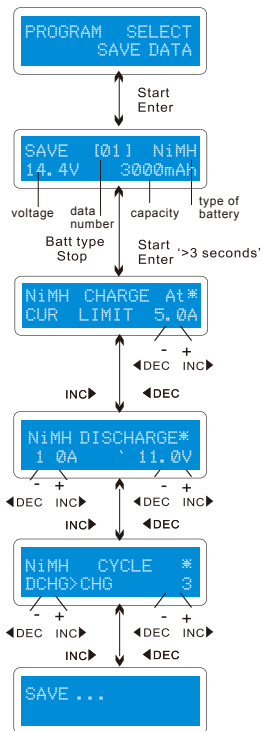 PROGRAM SELECT
SAVE DATA
Start
Enter
SAVE [01] NiMH
14.4V 3000mAh
voltage
data
number
capacity
type of
battery
Batt type
Stop
Start
Enter '>3 seconds'
NiMH CHARGE At*
CUR LIMIT 5.0A
- +
◀DEC INC▶
INC▶ ◀DEC
NiMH DISCHARGE*
1 0A ` 11.0V
- + - +
◀DEC INC▶ ◀DEC INC▶
INC▶ ◀DEC
NiMH CYCLE *
DCHG>CHG 3
- + - +
◀DEC INC▶ ◀DEC INC▶
INC▶ ◀DEC
SAVE...